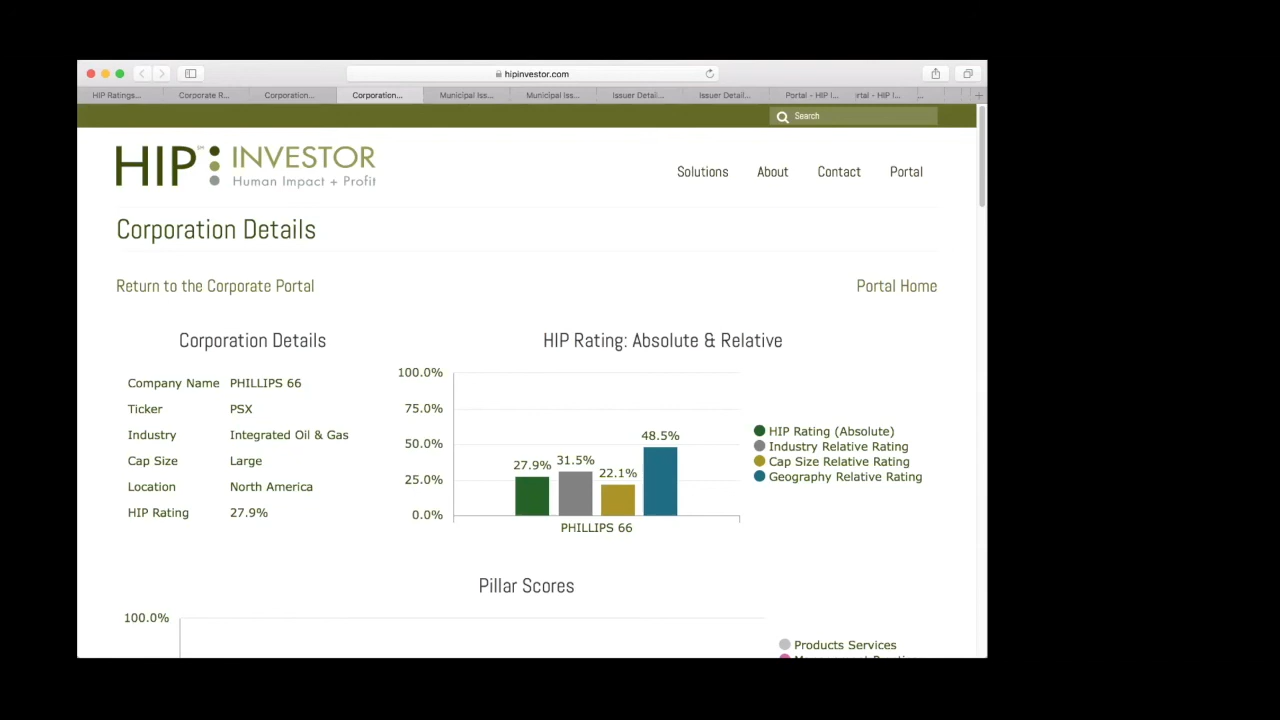 hipinvestor.com
HIP Ratings... Corporate R... Corporation... Corporation... Municipal Iss... Municipal Iss... Issuer Detail... Issuer Detail... Portal - HIP I... rtal - HIP I... ...
Search
HIP INVESTOR
Human Impact + Profit
Solutions About Contact Portal
Corporation Details
Return to the Corporate Portal Portal Home
Corporation Details
Company Name PHILLIPS 66
Ticker PSX
Industry Integrated Oil & Gas
Cap Size Large
Location North America
HIP Rating 27.9%
HIP Rating: Absolute & Relative
100.0%
75.0%
50.0%
25.0%
0.0%
27.9% 31.5% 22.1% 48.5%
PHILLIPS 66
HIP Rating (Absolute)
Industry Relative Rating
Cap Size Relative Rating
Geography Relative Rating
Pillar Scores
100.0%
Products Services